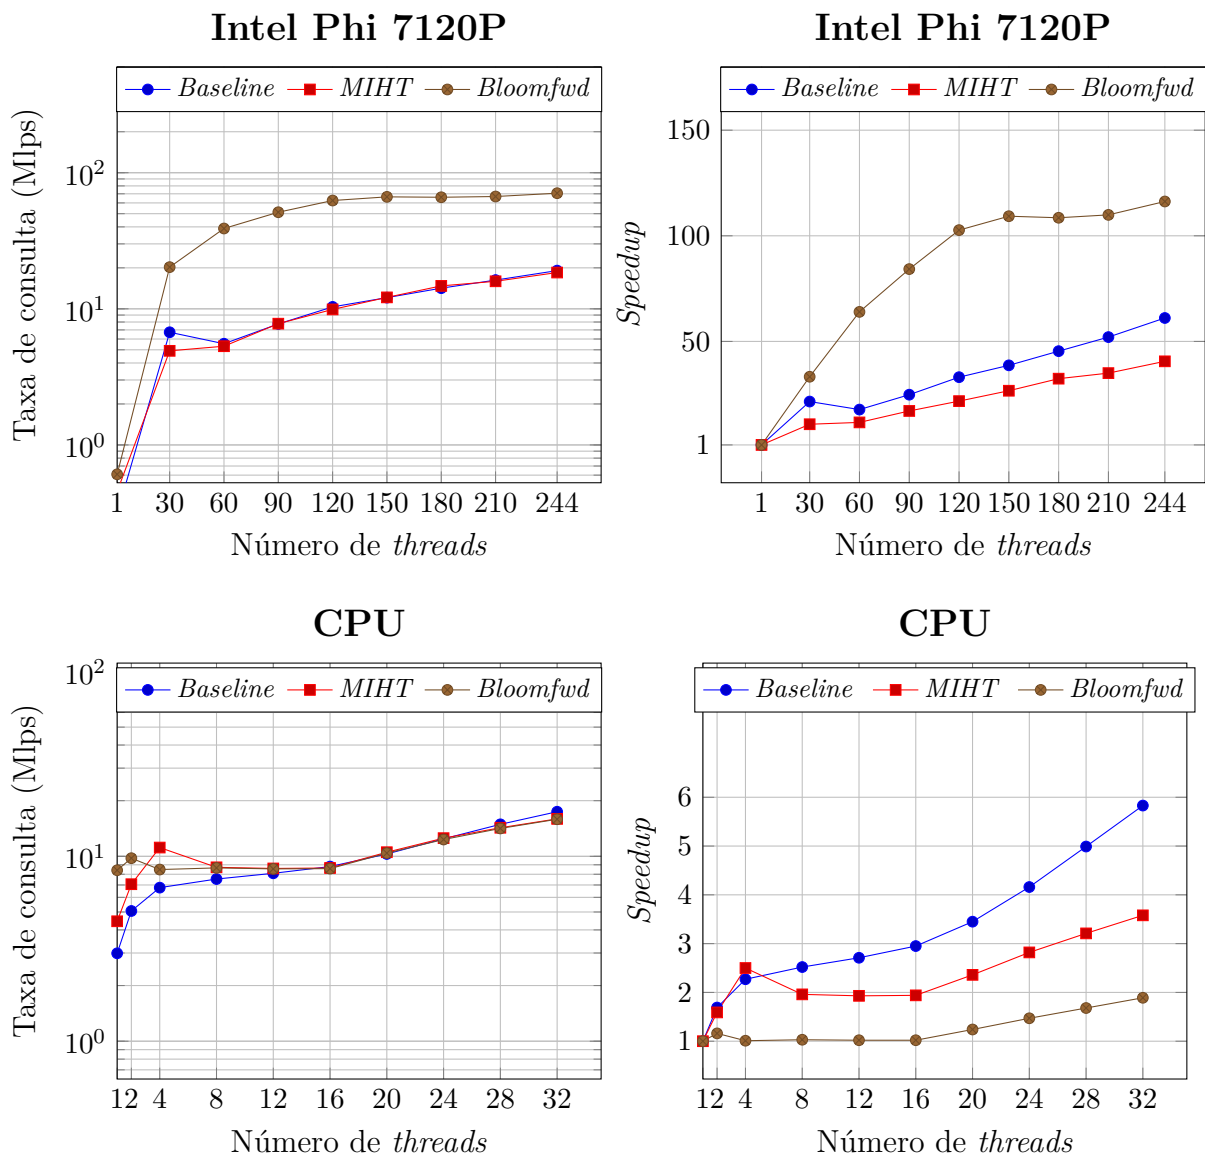 Intel Phi 7120P
Baseline MIHT Bloomfwd
Taxa de consulta (Mlps)
10^2
10^1
10^0
1 30 60 90 120 150 180 210 244
Número de threads
Intel Phi 7120P
Baseline MIHT Bloomfwd
Speedup
150
100
50
1
1 30 60 90 120 150 180 210 244
Número de threads
CPU
Baseline MIHT Bloomfwd
Taxa de consulta (Mlps)
10^2
10^1
10^0
1 2 4 8 12 16 20 24 28 32
Número de threads
CPU
Baseline MIHT Bloomfwd
Speedup
6
5
4
3
2
1
1 2 4 8 12 16 20 24 28 32
Número de threads